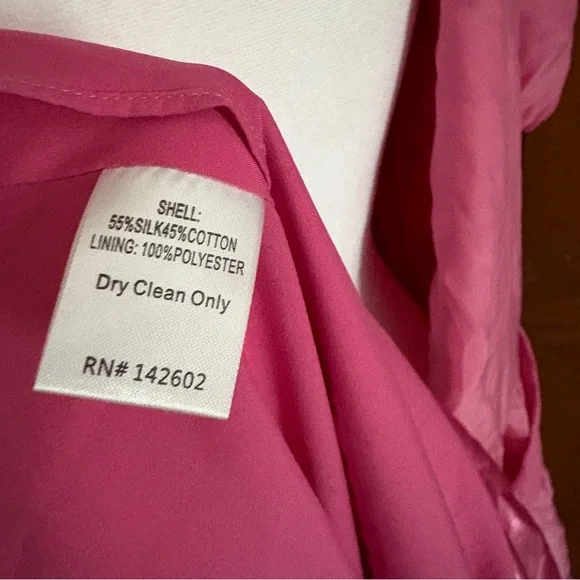 SHELL:
55%SILK45%COTTON
LINING: 100%POLYESTER
Dry Clean Only
RN# 142602